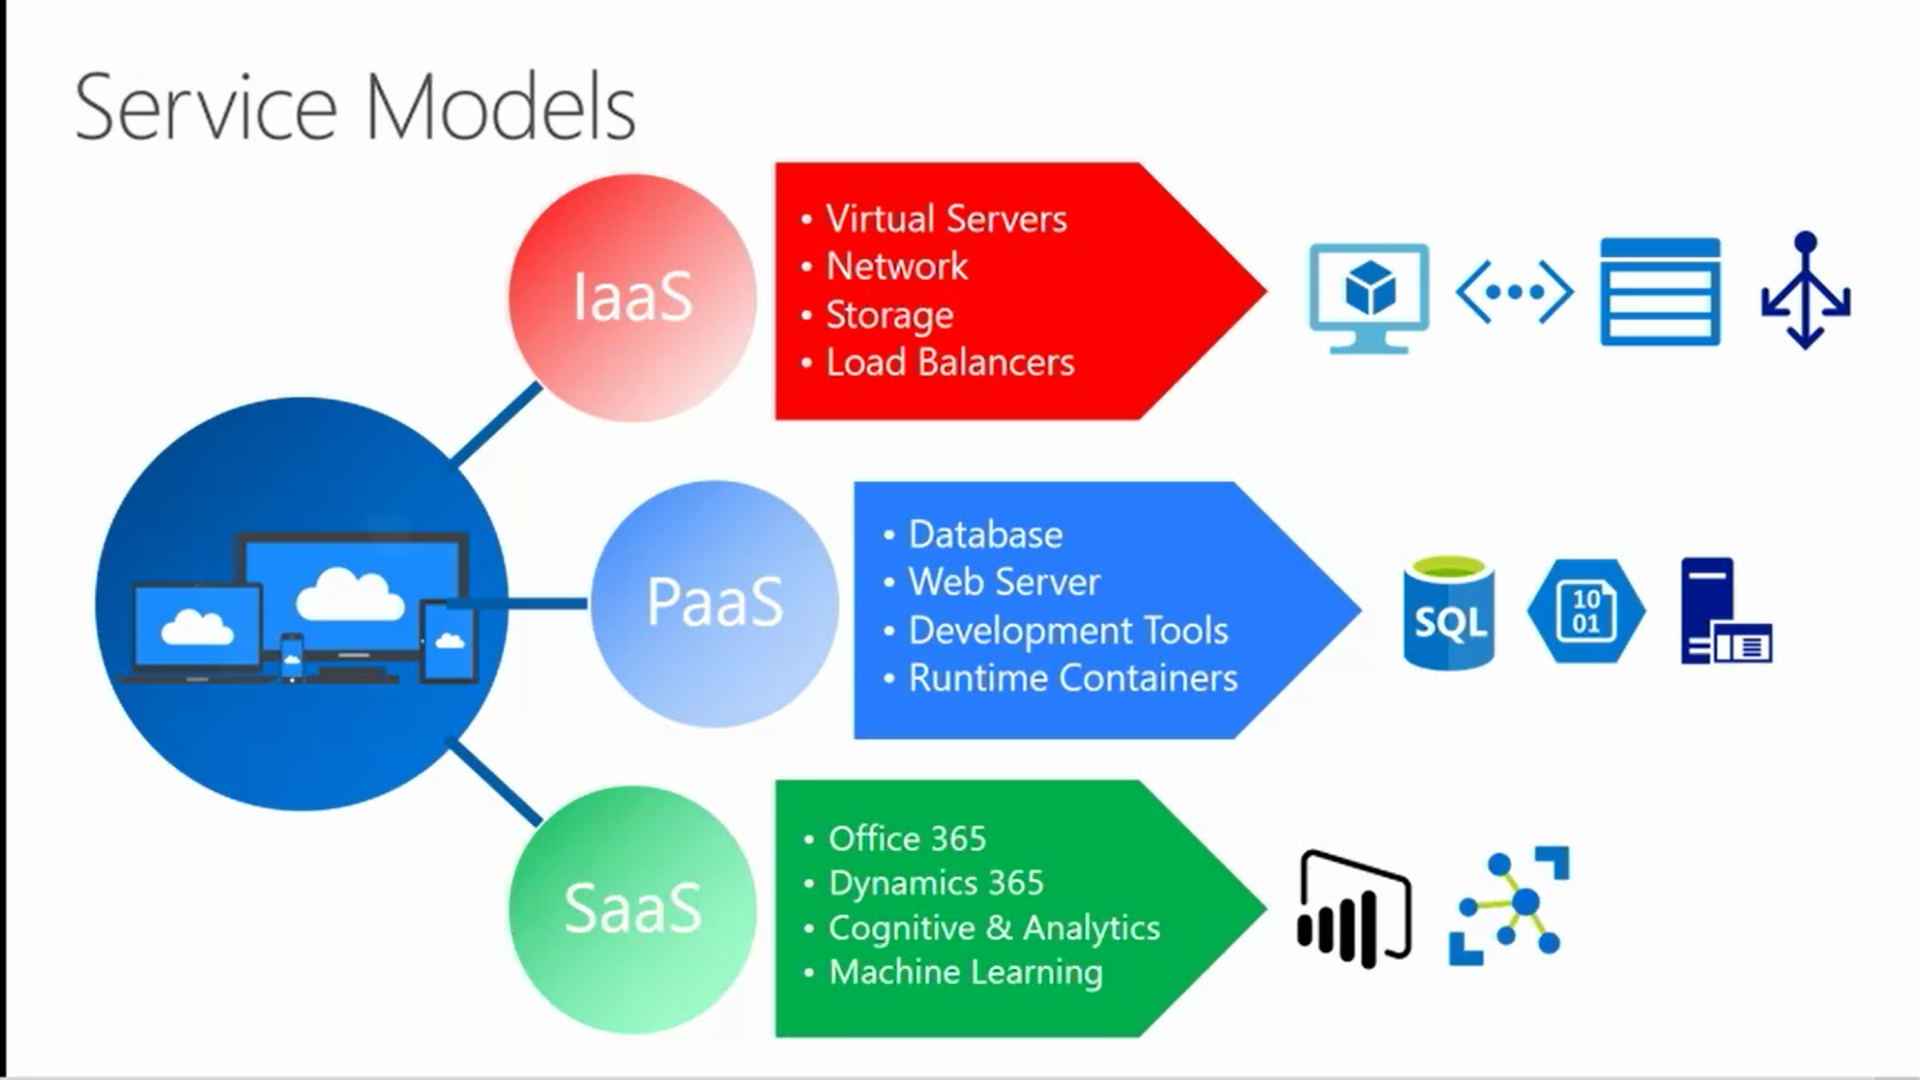 Service Models
IaaS
• Virtual Servers
• Network
• Storage
• Load Balancers
PaaS
• Database
• Web Server
• Development Tools
• Runtime Containers
SQL
10
01
SaaS
• Office 365
• Dynamics 365
• Cognitive & Analytics
• Machine Learning